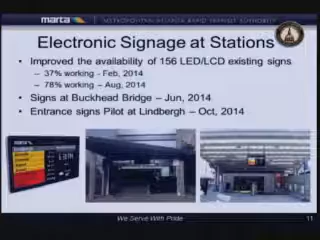 marta METROPOLITAN ATLANTA RAPID TRANSIT AUTHORITY
Electronic Signage at Stations
• Improved the availability of 156 LED/LCD existing signs
– 37% working - Feb, 2014
– 78% working – Aug, 2014
• Signs at Buckhead Bridge – Jun, 2014
• Entrance signs Pilot at Lindbergh – Oct, 2014
marta
We Serve With Pride
11